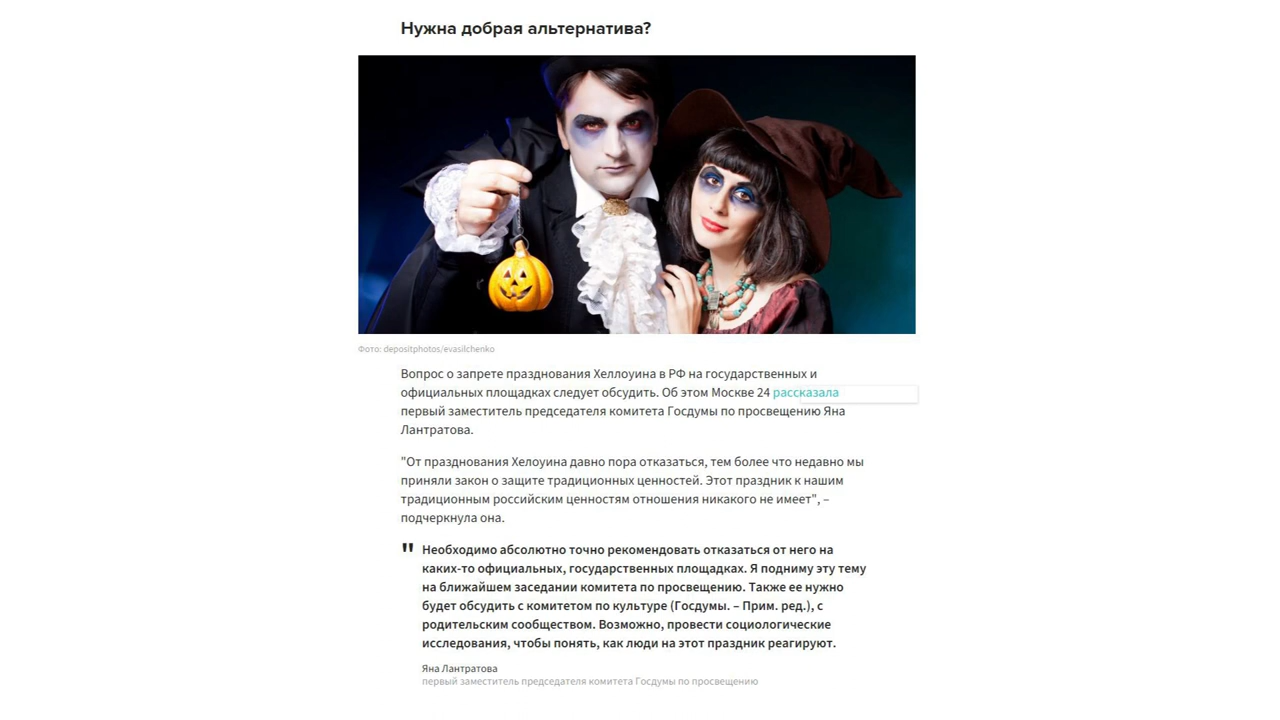 Нужна добрая альтернатива?
Фото: depositphotos/evasilchenko
Вопрос о запрете празднования Хеллоуина в РФ на государственных и
официальных площадках следует обсудить. Об этом Москве 24 рассказала
первый заместитель председателя комитета Госдумы по просвещению Яна
Лантратова.
"От празднования Хелоуина давно пора отказаться, тем более что недавно мы
приняли закон о защите традиционных ценностей. Этот праздник к нашим
традиционным российским ценностям отношения никакого не имеет", –
подчеркнула она.
" Необходимо абсолютно точно рекомендовать отказаться от него на
каких-то официальных, государственных площадках. Я подниму эту тему
на ближайшем заседании комитета по просвещению. Также ее нужно
будет обсудить с комитетом по культуре (Госдумы. – Прим. ред.), с
родительским сообществом. Возможно, провести социологические
исследования, чтобы понять, как люди на этот праздник реагируют.
Яна Лантратова
первый заместитель председателя комитета Госдумы по просвещению